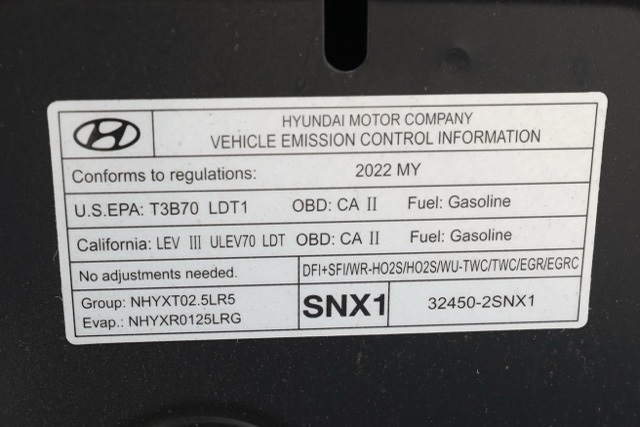 HYUNDAI MOTOR COMPANY
VEHICLE EMISSION CONTROL INFORMATION
Conforms to regulations: 2022 MY
U.S.EPA: T3B70 LDT1 OBD: CA II Fuel: Gasoline
California: LEV III ULEV70 LDT OBD: CA II Fuel: Gasoline
No adjustments needed. DFI+SFI/WR-HO2S/HO2S/WU-TWC/TWC/EGR/EGRC
Group: NHYXT02.5LR5
Evap.: NHYXR0125LRG
SNX1 32450-2SNX1